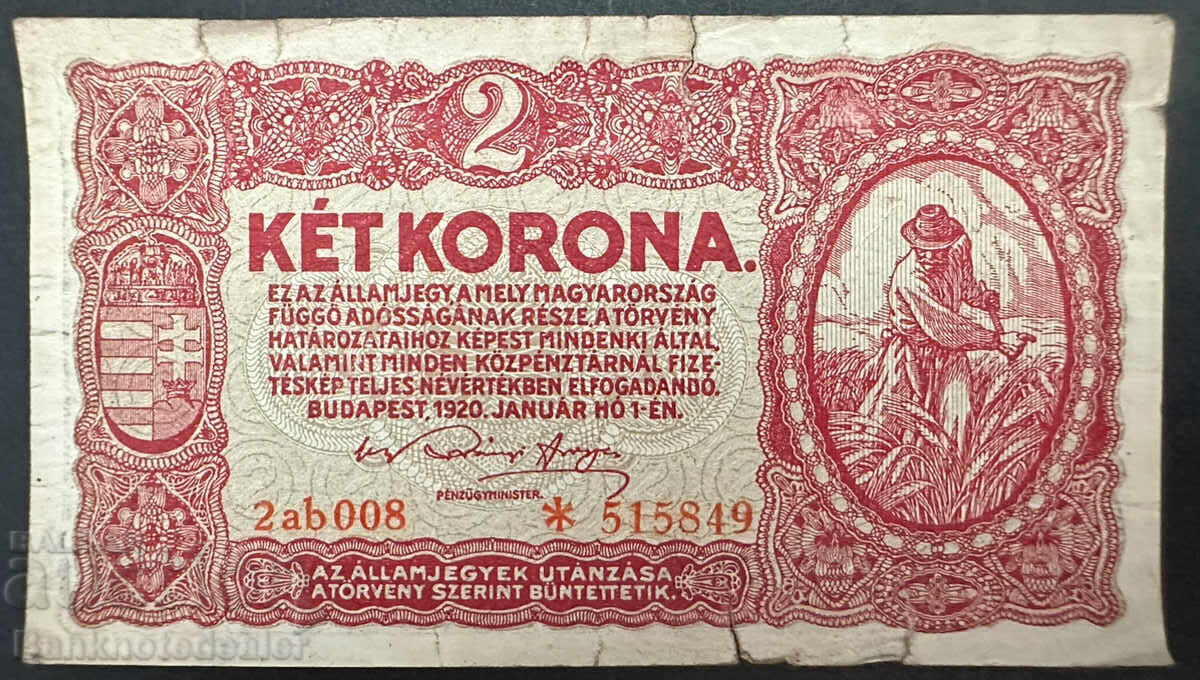 2
KÉT KORONA.
EZ AZ ÁLLAMJEGY, AMELY MAGYARORSZÁG
FÜGGŐ ADÓSSÁGÁNAK RÉSZE, A TÖRVÉNY
HATÁROZATAIHOZ KÉPEST MINDENKI ÁLTAL,
VALAMINT MINDEN KÖZPÉNZTÁRNÁL FIZE-
TÉSKÉP TELJES NÉVÉRTÉKBEN ELFOGADANDÓ.
BUDAPEST, 1920. JANUÁR HÓ 1-ÉN.
PÉNZÜGYMINISTER.
2ab008 * 515849
AZ ÁLLAMJEGYEK UTÁNZÁSA
A TÖRVÉNY SZERINT BÜNTETTETIK.
Banknotedealer